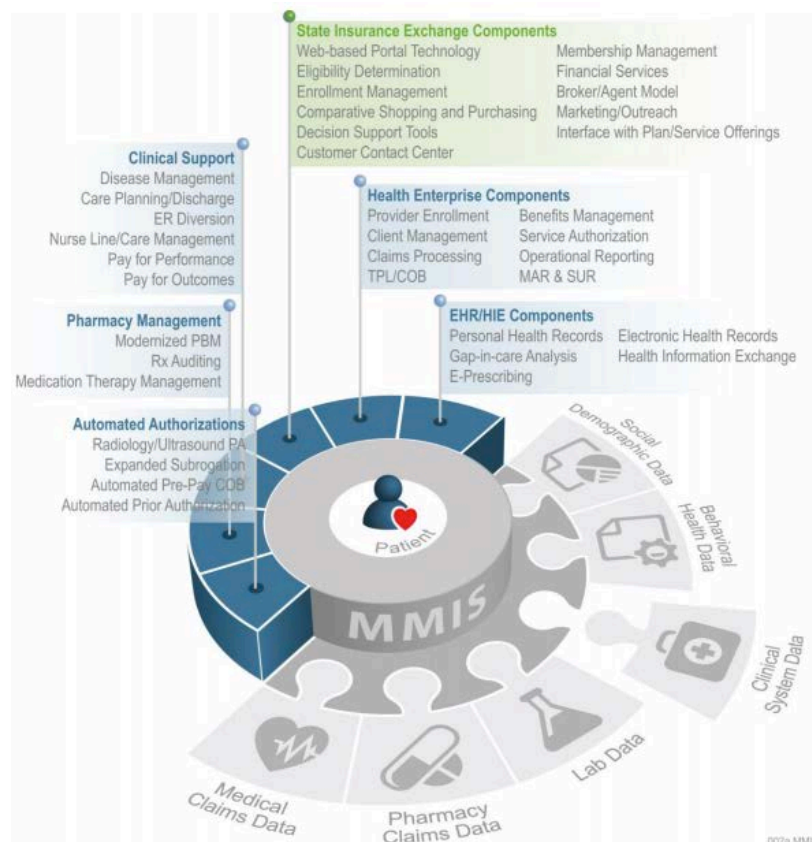 State Insurance Exchange Components
Web-based Portal Technology
Eligibility Determination
Enrollment Management
Comparative Shopping and Purchasing
Decision Support Tools
Customer Contact Center
Membership Management
Financial Services
Broker/Agent Model
Marketing/Outreach
Interface with Plan/Service Offerings
Clinical Support
Disease Management
Care Planning/Discharge
ER Diversion
Nurse Line/Care Management
Pay for Performance
Pay for Outcomes
Health Enterprise Components
Provider Enrollment
Client Management
Claims Processing
TPL/COB
Benefits Management
Service Authorization
Operational Reporting
MAR & SUR
Pharmacy Management
Modernized PBM
Rx Auditing
Medication Therapy Management
EHR/HIE Components
Personal Health Records
Gap-in-care Analysis
E-Prescribing
Electronic Health Records
Health Information Exchange
Automated Authorizations
Radiology/Ultrasound PA
Expanded Subrogation
Automated Pre-Pay COB
Automated Prior Authorization
Social
Demographic Data
Behavioral
Health Data
Patient
MMIS
Clinical
System Data
Lab Data
Pharmacy
Claims Data
Medical
Claims Data